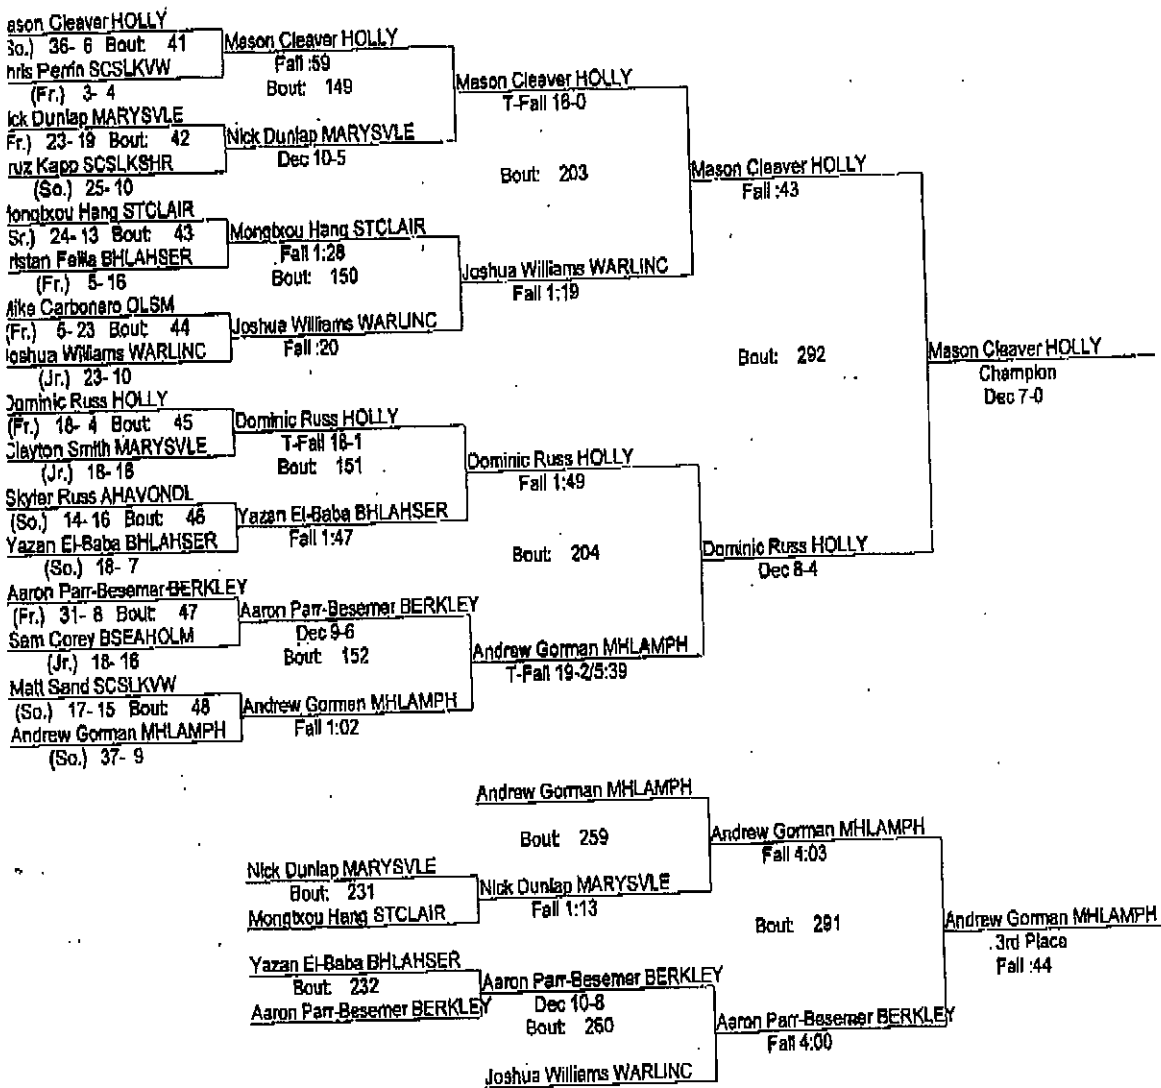 ason Cleaver HOLLY
So.) 36- 6 Bout: 41
hris Perrin SCSLKVW
(Fr.) 3- 4
ick Dunlap MARYSVLE
Fr.) 23-19 Bout: 42
ruz Kapp SCSLKSHR
(So.) 25-10
Mongtxou Hang STCLAIR
Sr.) 24-13 Bout: 43
ristan Failla BHLAHSER
(Fr.) 5-16
Mike Carbonaro OLSM
(Fr.) 5-23 Bout: 44
Joshua Williams WARLINC
(Jr.) 23-10
Dominic Russ HOLLY
(Fr.) 18- 4 Bout: 45
Clayton Smith MARYSVLE
(Jr.) 18-18
Skyler Russ AHAVONDL
(So.) 14-16 Bout: 46
Yazan El-Baba BHLAHSER
(So.) 18- 7
Aaron Parr-Besemer BERKLEY
(Fr.) 31- 8 Bout: 47
Sam Corey BSEAHOLM
(Jr.) 18-16
Matt Sand SCSLKVW
(So.) 17-15 Bout: 48
Andrew Gorman MHLAMPH
(So.) 37- 9
Mason Cleaver HOLLY
Fall :59
Bout: 149
Nick Dunlap MARYSVLE
Dec 10-5
Mongtxou Hang STCLAIR
Fall 1:28
Bout: 150
Joshua Williams WARLINC
Fall :20
Dominic Russ HOLLY
T-Fall 18-1
Bout: 151
Yazan El-Baba BHLAHSER
Fall 1:47
Aaron Parr-Besemer BERKLEY
Dec 9-6
Bout: 152
Andrew Gorman MHLAMPH
Fall 1:02
Mason Cleaver HOLLY
T-Fall 16-0
Bout: 203
Joshua Williams WARLINC
Fall 1:19
Dominic Russ HOLLY
Fall 1:49
Bout: 204
Andrew Gorman MHLAMPH
T-Fall 19-2/5:39
Mason Cleaver HOLLY
Fall :43
Bout: 292
Dominic Russ HOLLY
Dec 8-4
Mason Cleaver HOLLY
Champion
Dec 7-0
Andrew Gorman MHLAMPH
Bout: 259
Nick Dunlap MARYSVLE
Bout: 231
Mongtxou Hang STCLAIR
Nick Dunlap MARYSVLE
Fall 1:13
Yazan El-Baba BHLAHSER
Bout: 232
Aaron Parr-Besemer BERKLEY
Aaron Parr-Besemer BERKLEY
Dec 10-8
Bout: 260
Joshua Williams WARLINC
Andrew Gorman MHLAMPH
Fall 4:03
Bout: 291
Aaron Parr-Besemer BERKLEY
Fall 4:00
Andrew Gorman MHLAMPH
3rd Place
Fall :44